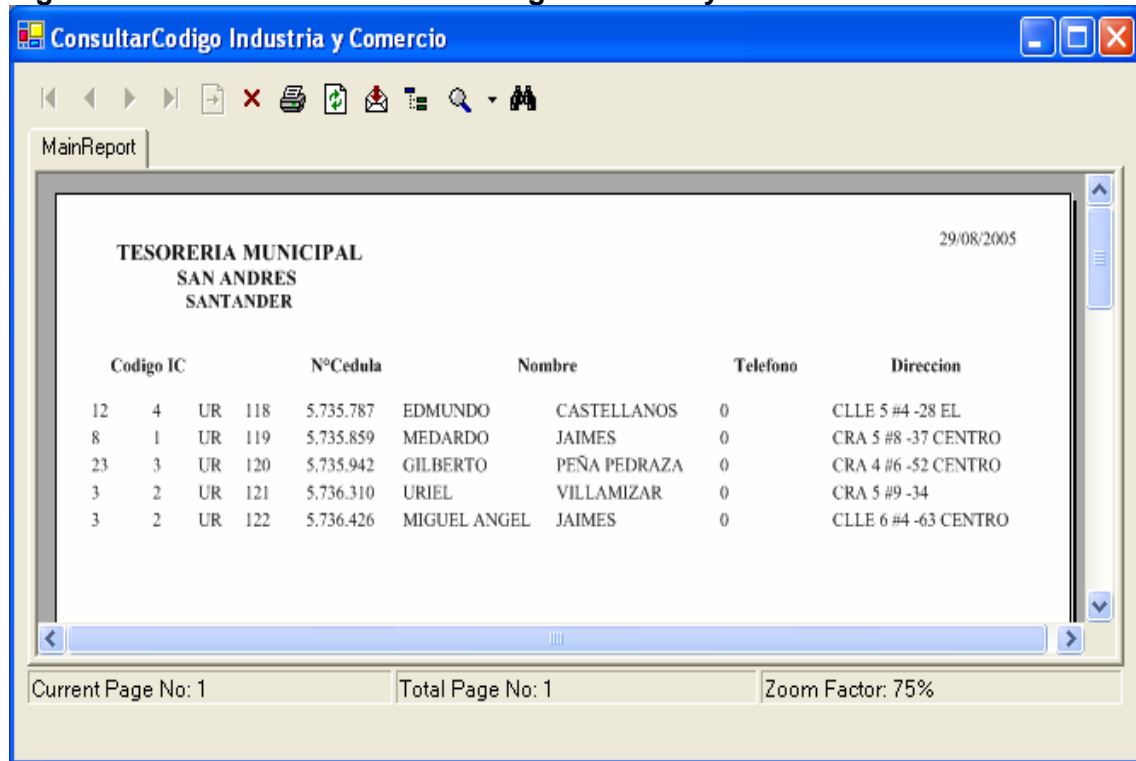 ConsultarCodigo Industria y Comercio
MainReport
29/08/2005
TESORERIA MUNICIPAL
SAN ANDRES
SANTANDER
Codigo IC N°Cedula Nombre Telefono Direccion
12 4 UR 118 5.735.787 EDMUNDO CASTELLANOS 0 CLLE 5 #4 -28 EL
8 1 UR 119 5.735.859 MEDARDO JAIMES 0 CRA 5 #8 -37 CENTRO
23 3 UR 120 5.735.942 GILBERTO PEÑA PEDRAZA 0 CRA 4 #6 -52 CENTRO
3 2 UR 121 5.736.310 URIEL VILLAMIZAR 0 CRA 5 #9 -34
3 2 UR 122 5.736.426 MIGUEL ANGEL JAIMES 0 CLLE 6 #4 -63 CENTRO
Current Page No: 1 Total Page No: 1 Zoom Factor: 75%